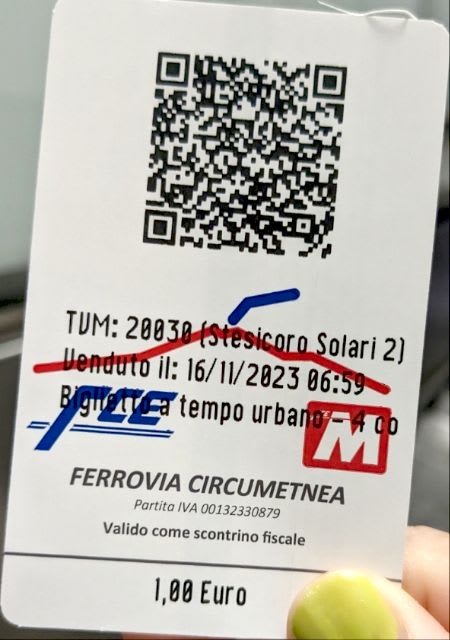 TVM: 20030 (Stesicoro Solari 2)
Venduto il: 16/11/2023 06:59
Biglietto a tempo urbano - 4 co
FCE
M
FERROVIA CIRCUMETNEA
Partita IVA 00132330879
Valido come scontrino fiscale
1,00 Euro